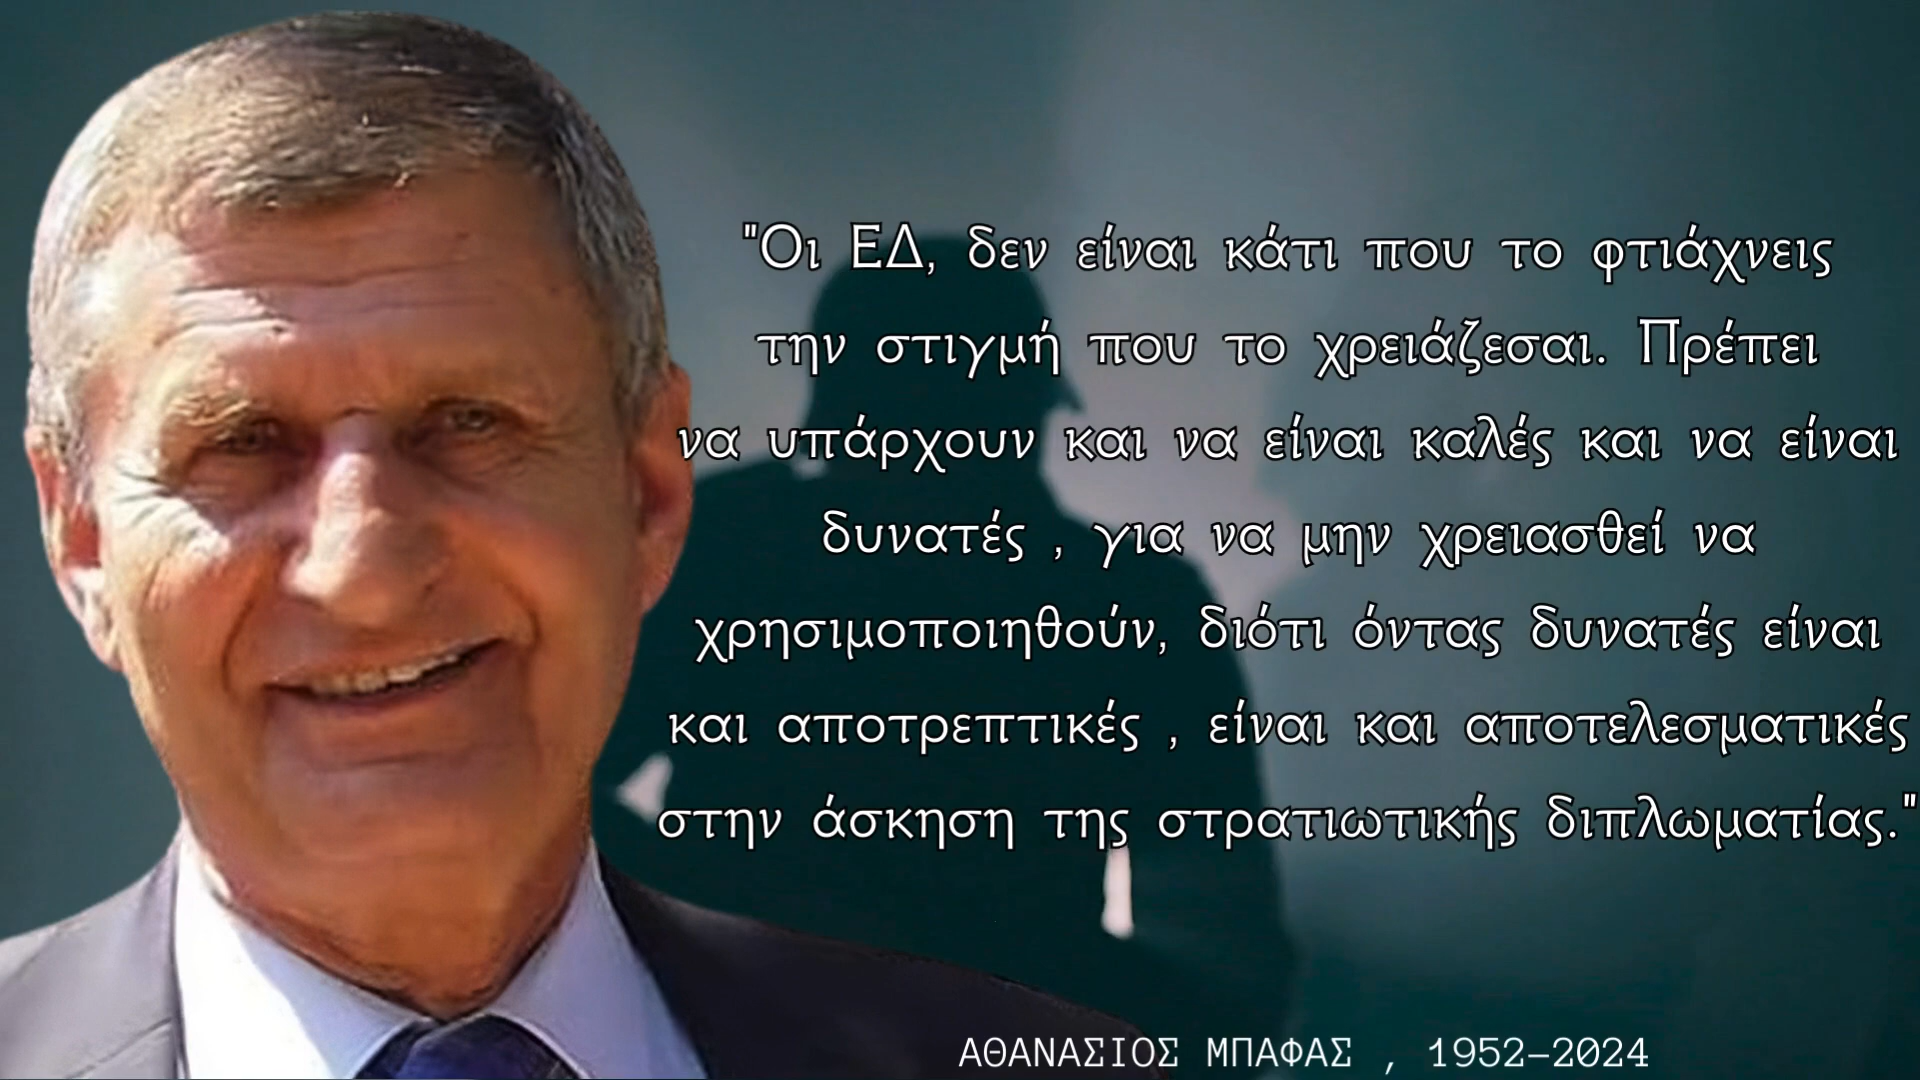 "Οι ΕΔ, δεν είναι κάτι που το φτιάχνεις
την στιγμή που το χρειάζεσαι. Πρέπει
να υπάρχουν και να είναι καλές και να είναι
δυνατές , για να μην χρειασθεί να
χρησιμοποιηθούν, διότι όντας δυνατές είναι
και αποτρεπτικές , είναι και αποτελεσματικές
στην άσκηση της στρατιωτικής διπλωματίας."
ΑΘΑΝΑΣΙΟΣ ΜΠΑΦΑΣ , 1952-2024